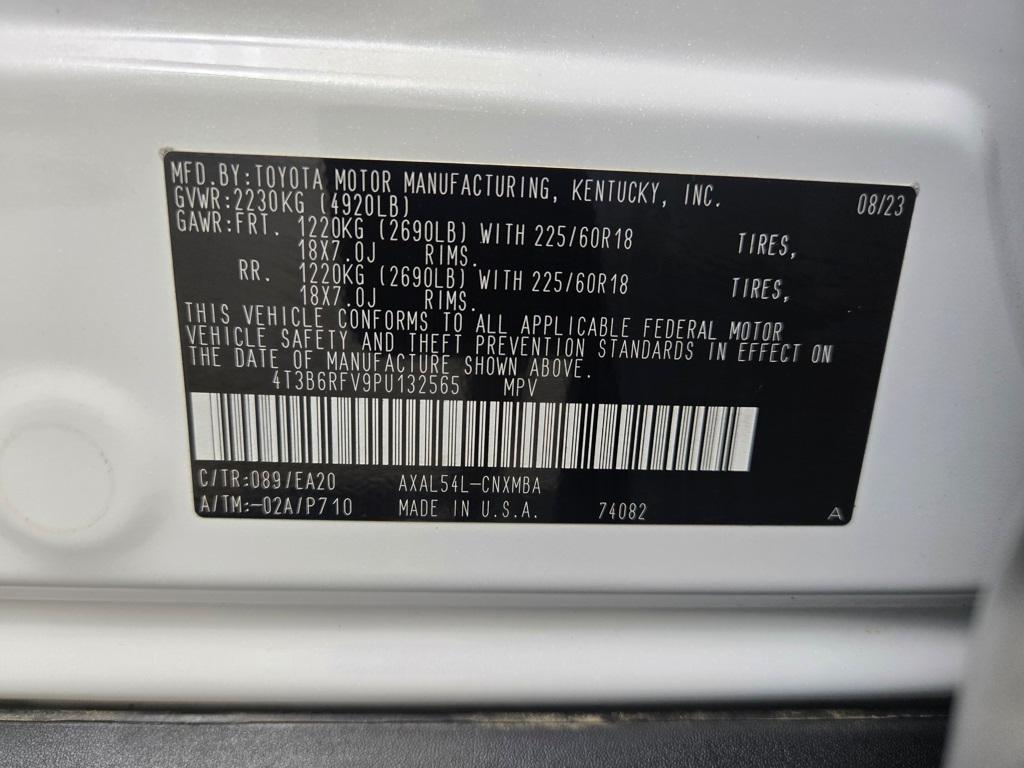 MFD.BY:TOYOTA MOTOR MANUFACTURING, KENTUCKY, INC. 08/23
GVWR:2230KG (4920LB)
GAWR:FRT. 1220KG (2690LB) WITH 225/60R18 TIRES,
18X7.0J RIMS.
RR. 1220KG (2690LB) WITH 225/60R18 TIRES,
18X7.0J RIMS.
THIS VEHICLE CONFORMS TO ALL APPLICABLE FEDERAL MOTOR
VEHICLE SAFETY AND THEFT PREVENTION STANDARDS IN EFFECT ON
THE DATE OF MANUFACTURE SHOWN ABOVE.
4T3B6RFV9PU132565 MPV
C/TR:089/EA20 AXAL54L-CNXMBA
A/TM:-02A/P710 MADE IN U.S.A. 74082 A